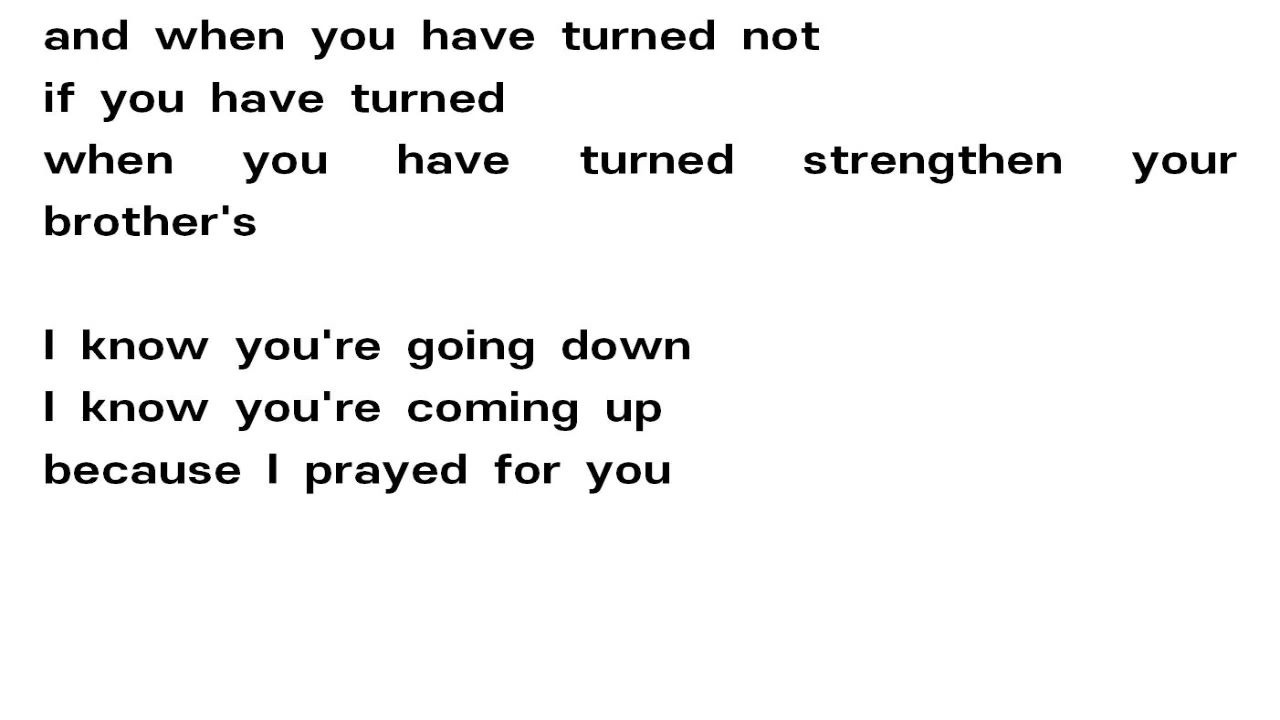 and when you have turned not
if you have turned
when you have turned strengthen your
brother's
I know you're going down
I know you're coming up
because I prayed for you